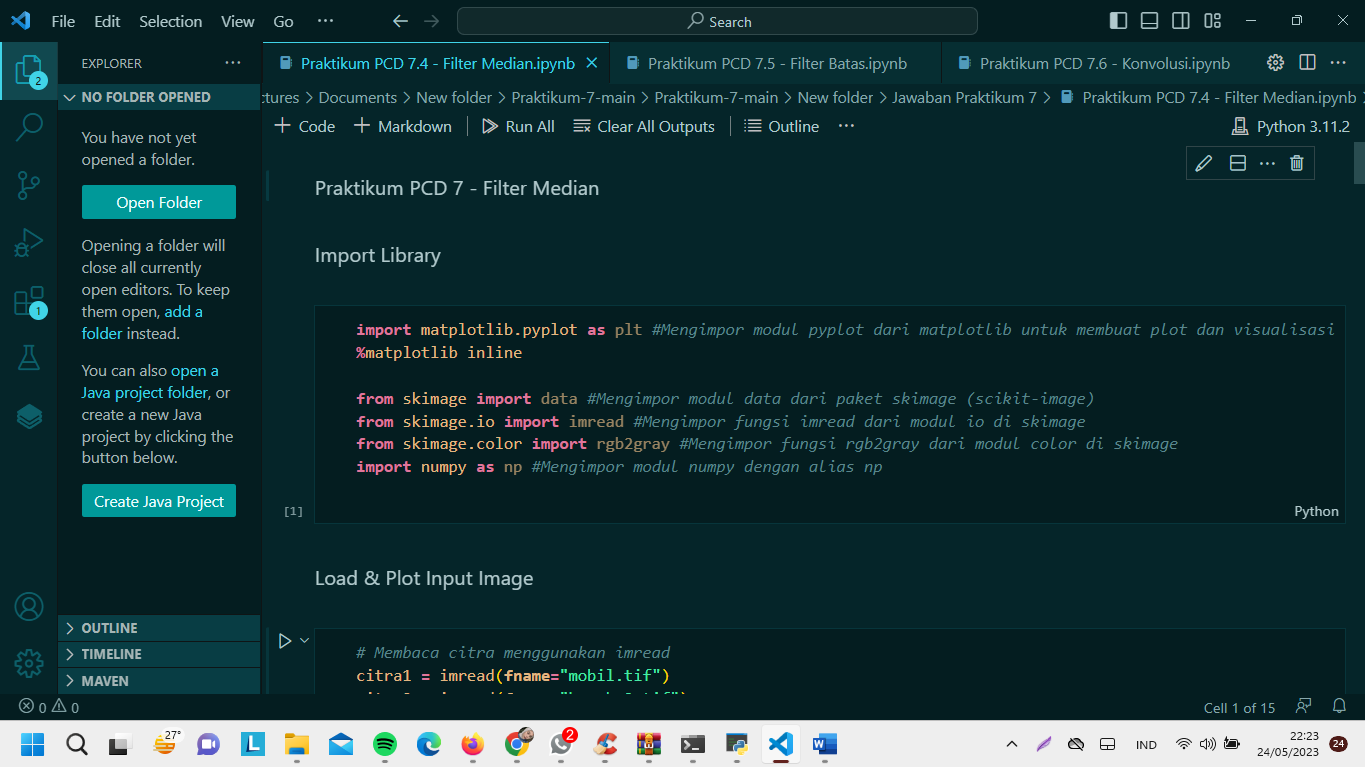 File Edit Selection View Go ··· Search
EXPLORER ···
Praktikum PCD 7.4 - Filter Median.ipynb
Praktikum PCD 7.5 - Filter Batas.ipynb
Praktikum PCD 7.6 - Konvolusi.ipynb
2
NO FOLDER OPENED
ctures > Documents > New folder > Praktikum-7-main > Praktikum-7-main > New folder > Jawaban Praktikum 7 > Praktikum PCD 7.4 - Filter Median.ipynb >
+ Code + Markdown | Run All Clear All Outputs | Outline ···
Python 3.11.2
You have not yet
opened a folder.
Open Folder
Opening a folder will
close all currently
open editors. To keep
them open, add a
folder instead.
1
You can also open a
Java project folder, or
create a new Java
project by clicking the
button below.
Create Java Project
OUTLINE
TIMELINE
MAVEN
Praktikum PCD 7 - Filter Median
Import Library
import matplotlib.pyplot as plt #Mengimpor modul pyplot dari matplotlib untuk membuat plot dan visualisasi
%matplotlib inline
from skimage import data #Mengimpor modul data dari paket skimage (scikit-image)
from skimage.io import imread #Mengimpor fungsi imread dari modul io di skimage
from skimage.color import rgb2gray #Mengimpor fungsi rgb2gray dari modul color di skimage
import numpy as np #Mengimpor modul numpy dengan alias np
[1]
Python
Load & Plot Input Image
# Membaca citra menggunakan imread
citra1 = imread(fname="mobil.tif")
0 0
Cell 1 of 15
27°
2
IND
22:23
24/05/2023
24